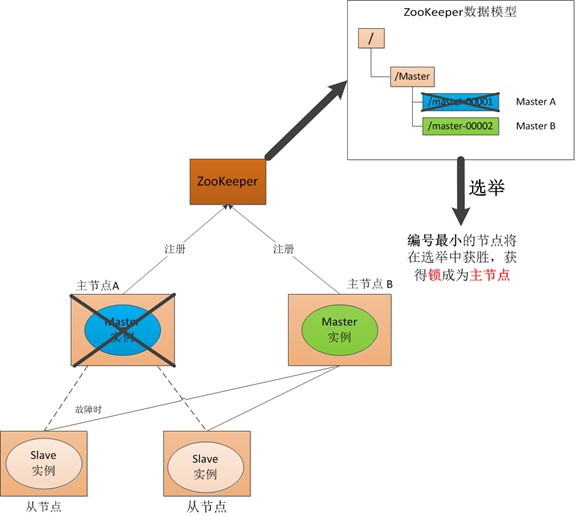 ZooKeeper数据模型
/
/Master
/master-00001
Master A
/master-00002
Master B
选举
编号最小的节点将
在选举中获胜，获
得锁成为主节点
ZooKeeper
注册
注册
主节点A
主节点 B
Master
实例
Master
实例
故障时
Slave
实例
Slave
实例
从节点
从节点